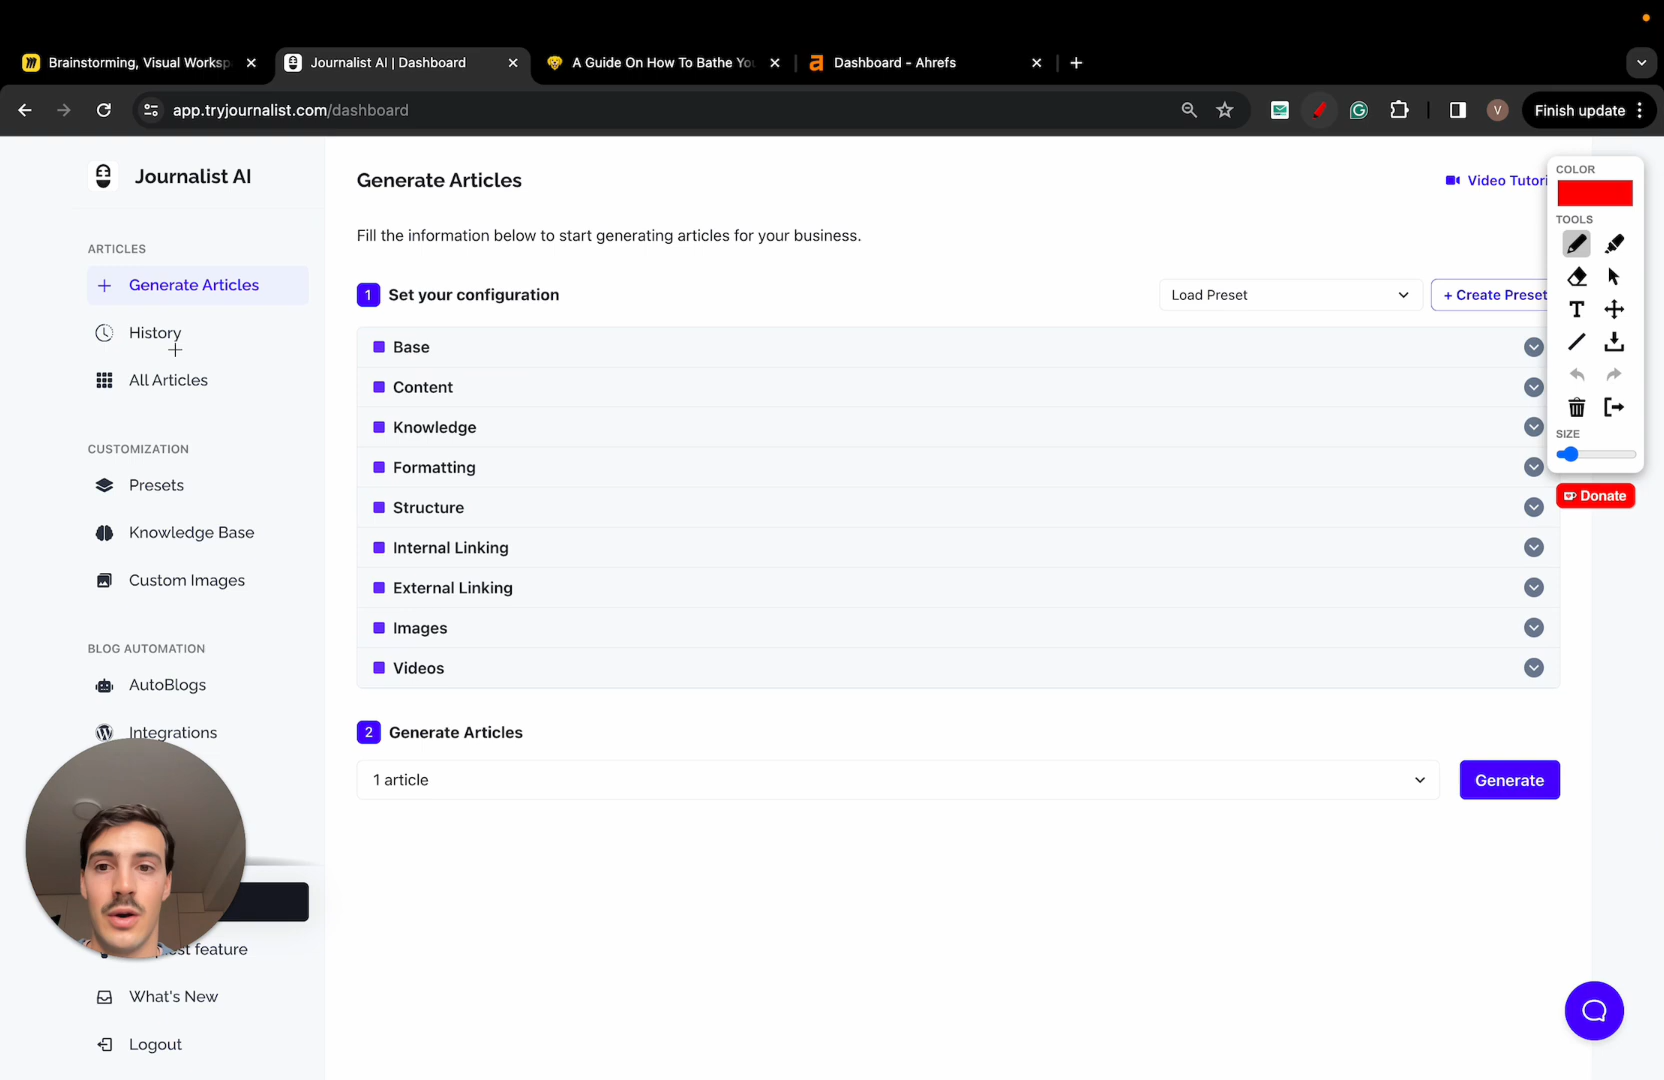 Brainstorming, Visual Worksp
Journalist AI | Dashboard
A Guide On How To Bathe You
Dashboard - Ahrefs
app.tryjournalist.com/dashboard
V
Finish update
Journalist AI
ARTICLES
Generate Articles
History
All Articles
CUSTOMIZATION
Presets
Knowledge Base
Custom Images
BLOG AUTOMATION
AutoBlogs
Integrations
est feature
What's New
Logout
Generate Articles
Video Tutori
Fill the information below to start generating articles for your business.
1 Set your configuration
Load Preset
+ Create Preset
Base
Content
Knowledge
Formatting
Structure
Internal Linking
External Linking
Images
Videos
2 Generate Articles
1 article
Generate
COLOR
TOOLS
T
SIZE
Donate